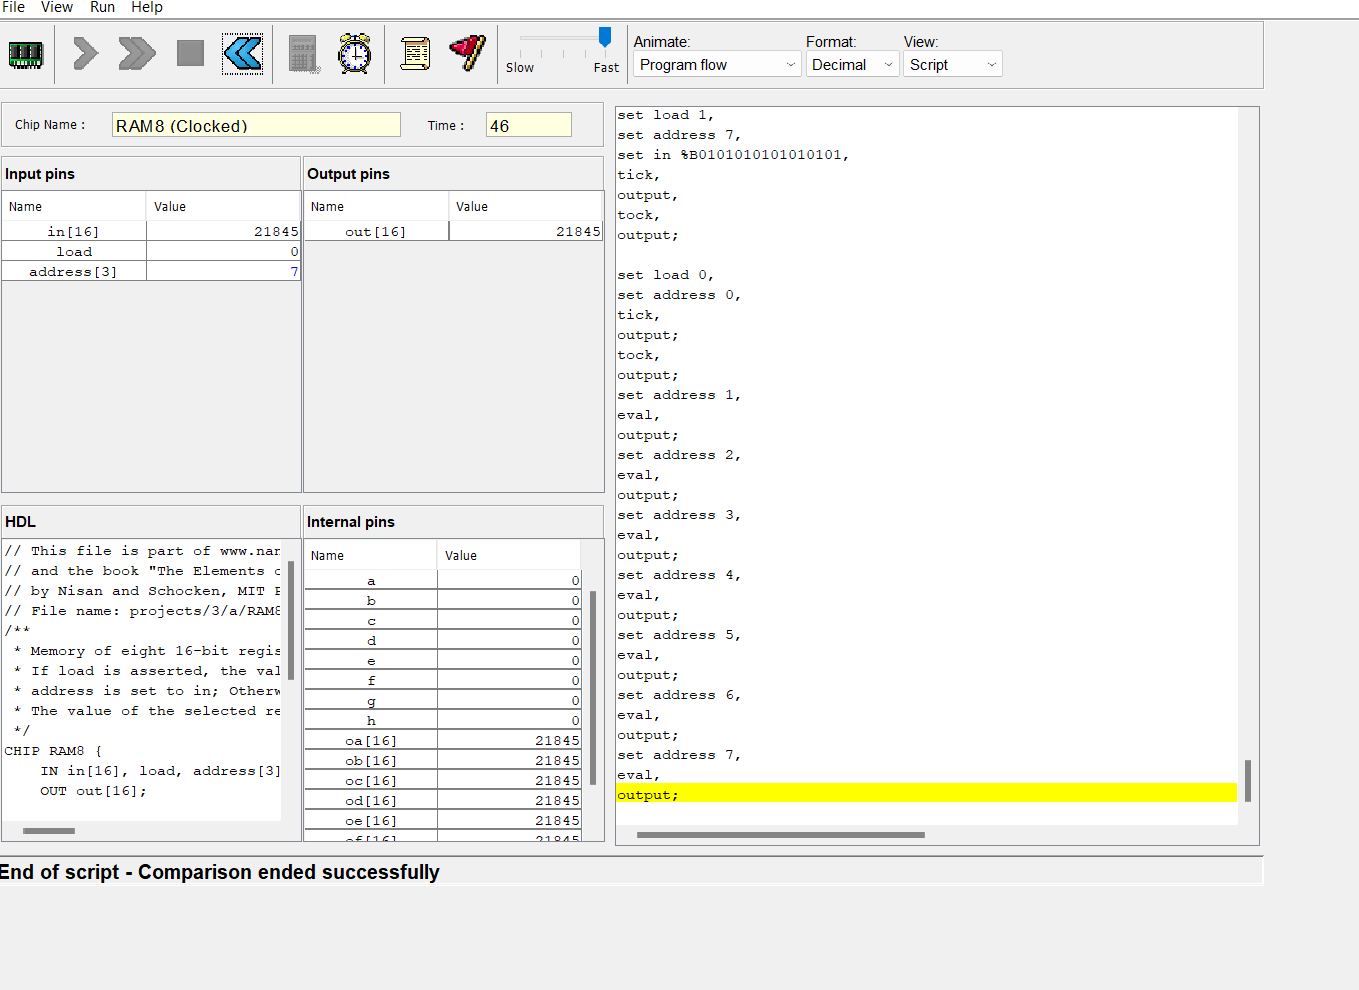 File View Run Help
Slow Fast
Animate: Format: View:
Program flow Decimal Script
Chip Name : RAM8 (Clocked) Time : 46
Input pins
Name Value
in[16] 21845
load 0
address[3] 7
Output pins
Name Value
out[16] 21845
HDL
// This file is part of www.nan
// and the book "The Elements o
// by Nisan and Schocken, MIT P
// File name: projects/3/a/RAM8
/**
* Memory of eight 16-bit regis
* If load is asserted, the val
* address is set to in; Otherw
* The value of the selected re
*/
CHIP RAM8 {
IN in[16], load, address[3]
OUT out[16];
Internal pins
Name Value
a 0
b 0
c 0
d 0
e 0
f 0
g 0
h 0
oa[16] 21845
ob[16] 21845
oc[16] 21845
od[16] 21845
oe[16] 21845
of[16] 21845
set load 1,
set address 7,
set in %B0101010101010101,
tick,
output,
tock,
output;
set load 0,
set address 0,
tick,
output;
tock,
output;
set address 1,
eval,
output;
set address 2,
eval,
output;
set address 3,
eval,
output;
set address 4,
eval,
output;
set address 5,
eval,
output;
set address 6,
eval,
output;
set address 7,
eval,
output;
End of script - Comparison ended successfully